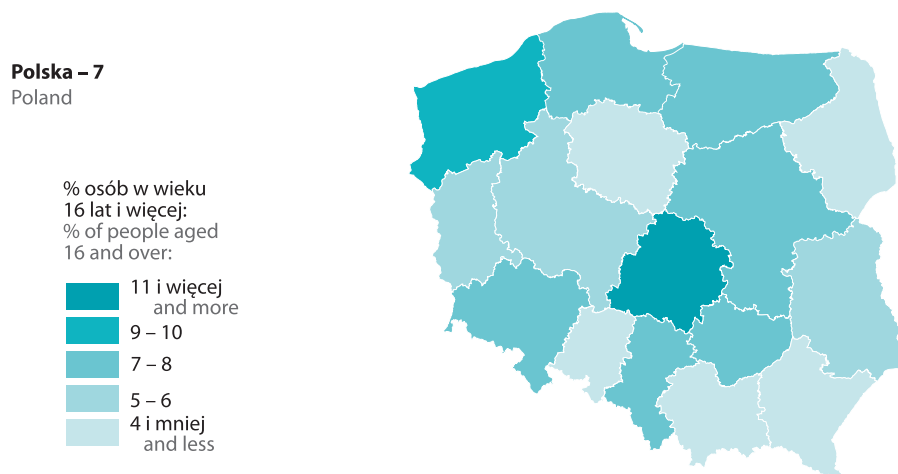 Polska – 7
Poland
% osób w wieku
16 lat i więcej:
% of people aged
16 and over:
11 i więcej
and more
9 – 10
7 – 8
5 – 6
4 i mniej
and less